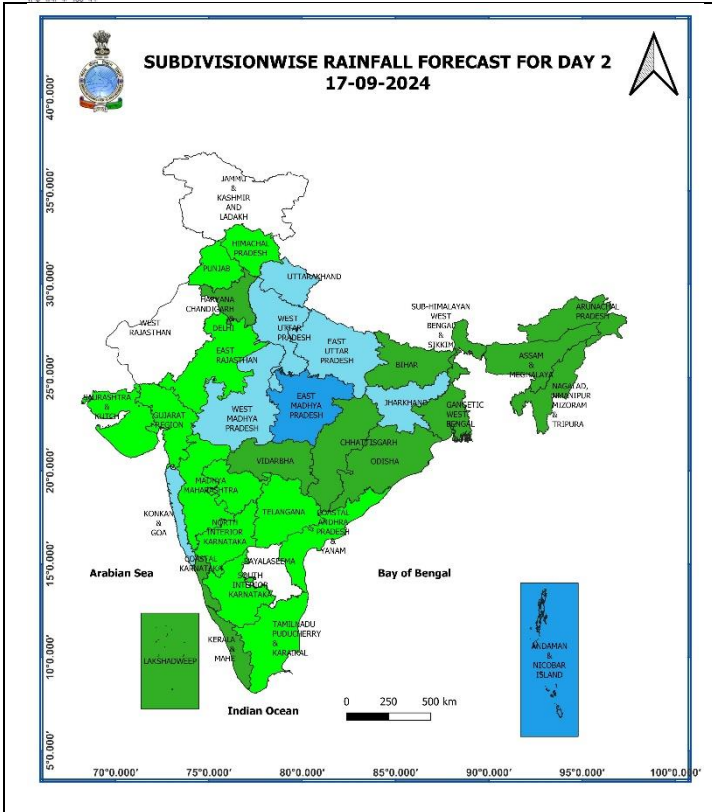 SUBDIVISIONWISE RAINFALL FORECAST FOR DAY 2
17-09-2024
40°0.000'
35°0.000'
30°0.000'
25°0.000'
20°0.000'
15°0.000'
10°0.000'
5°0.000'
JAMMU
&
KASHMIR
AND
LADAKH
HIMACHAL
PRADESH
PUNJAB
UTTARAKHAND
HARYANA
CHANDIGARH
DELHI
WEST
RAJASTHAN
WEST
UTTAR
PRADESH
EAST
UTTAR
PRADESH
SUB-HIMALAYAN
WEST
BENGAL
&
SIKKIM
ARUNACHAL
PRADESH
EAST
RAJASTHAN
BIHAR
ASSAM
&
MEGHALAYA
SAURASHTRA
&
KUTCH
GUJARAT
REGION
WEST
MADHYA
PRADESH
EAST
MADHYA
PRADESH
JHARKHAND
GANGETIC
WEST
BENGAL
MIZORAM
&
TRIPURA
CHHATTISGARH
VIDARBHA
ODISHA
MADHYA
MAHARASHTRA
TELANGANA
KONKAN
&
GOA
NORTH
INTERIOR
KARNATAKA
COASTAL
ANDHRA
PRADESH
&
YANAM
COASTAL
KARNATAKA
SOUTH
INTERIOR
KARNATAKA
Arabian Sea
Bay of Bengal
TAMILNADU
PUDUCHERRY
&
KARAIKAL
KERALA
&
MAHE
LAKSHADWEEP
ANDAMAN
&
NICOBAR
ISLAND
0 250 500 km
Indian Ocean
70°0.000' 75°0.000' 80°0.000' 85°0.000' 90°0.000' 95°0.000' 100°0.000'